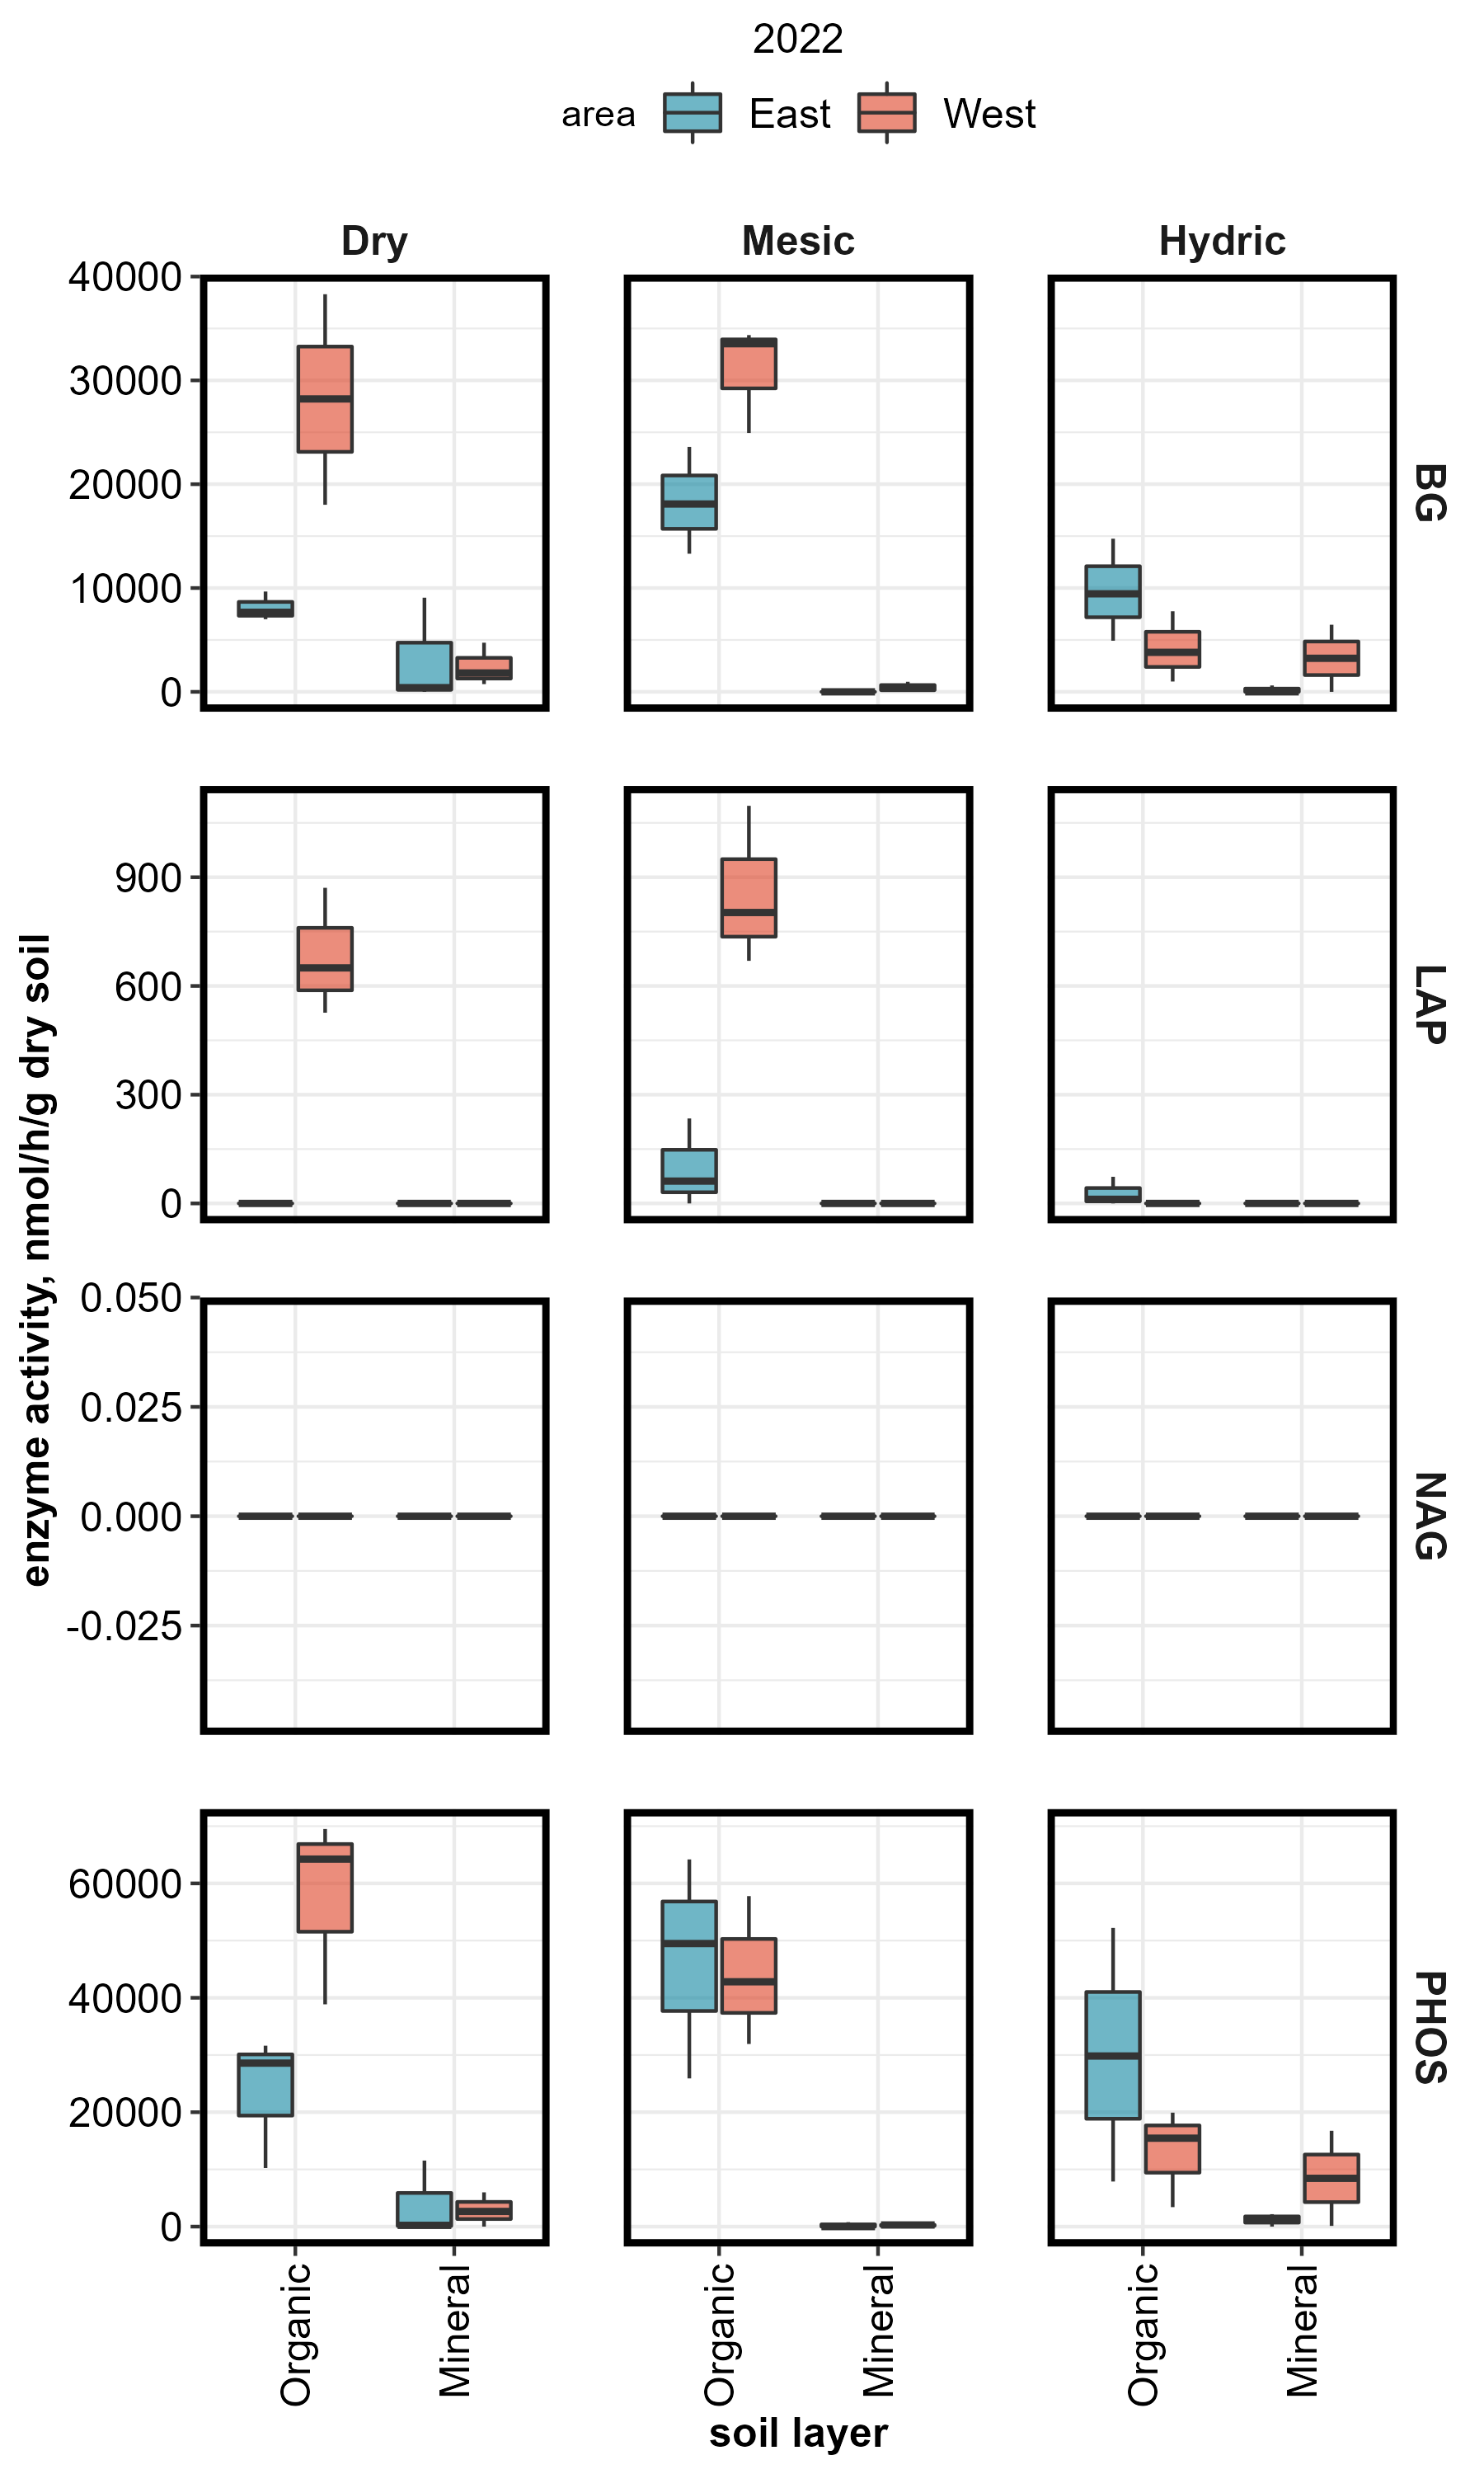 2022
area East West
Dry Mesic Hydric
40000
30000
20000
10000
0
BG
900
600
300
0
LAP
enzyme activity, nmol/h/g dry soil
0.050
0.025
0.000
-0.025
NAG
60000
40000
20000
0
PHOS
Organic Mineral Organic Mineral Organic Mineral
soil layer